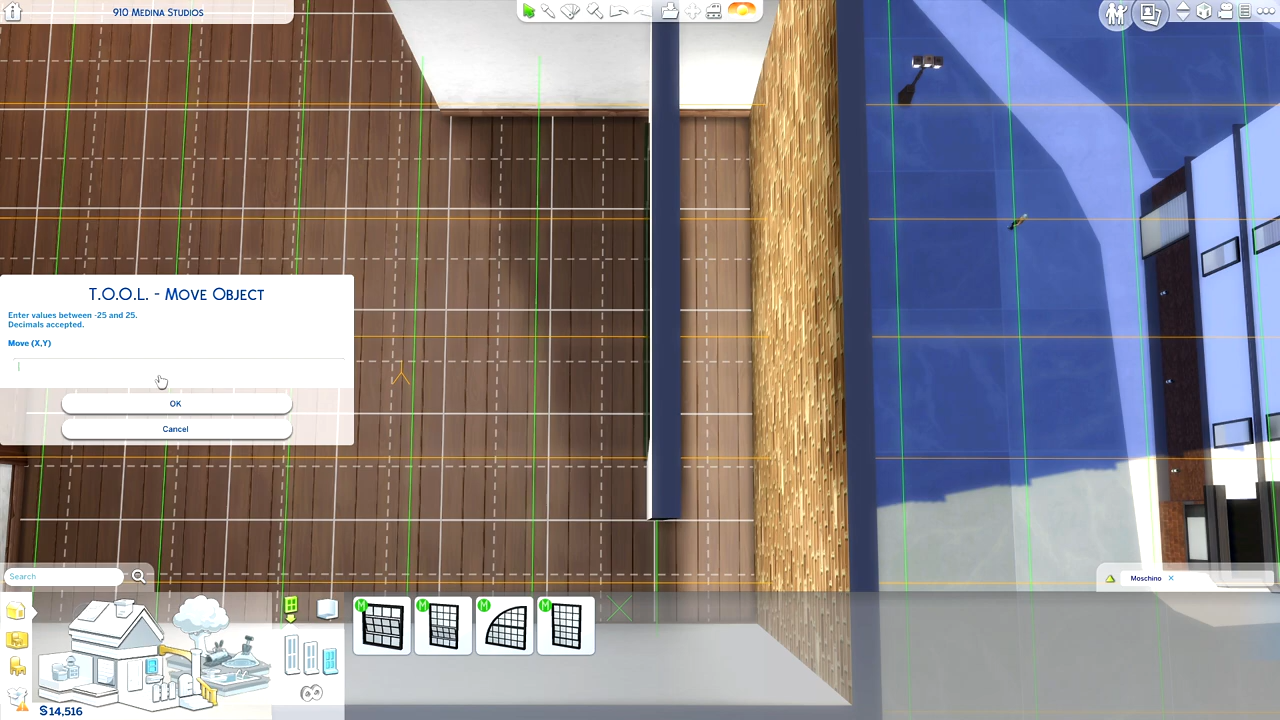 910 Medina Studios
T.O.O.L. - Move Object
Enter values between -25 and 25.
Decimals accepted.
Move (X,Y)
OK
Cancel
Search
Moschino ×
M M M M
§14,516